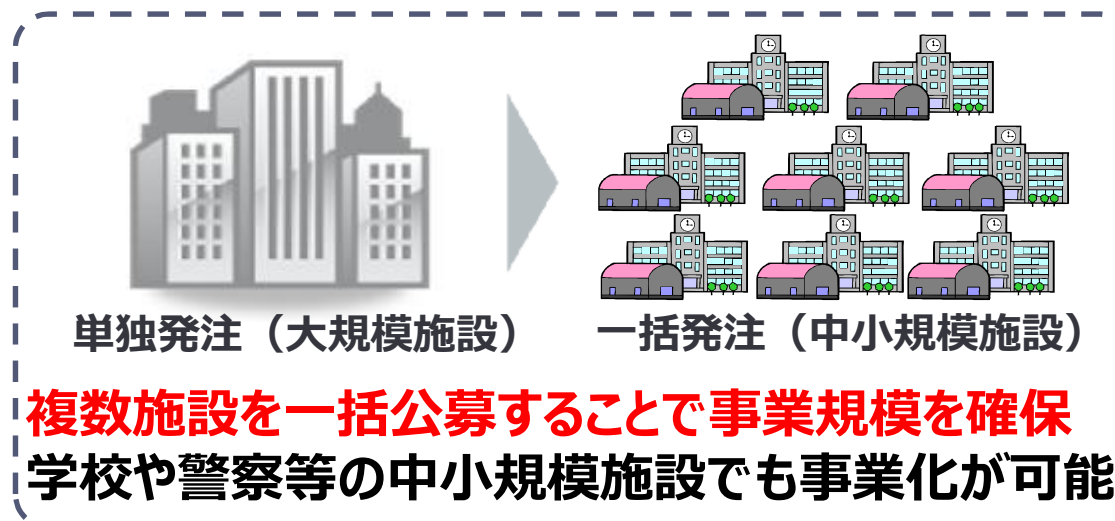 単独発注（大規模施設）
一括発注（中小規模施設）
複数施設を一括公募することで事業規模を確保
学校や警察等の中小規模施設でも事業化が可能